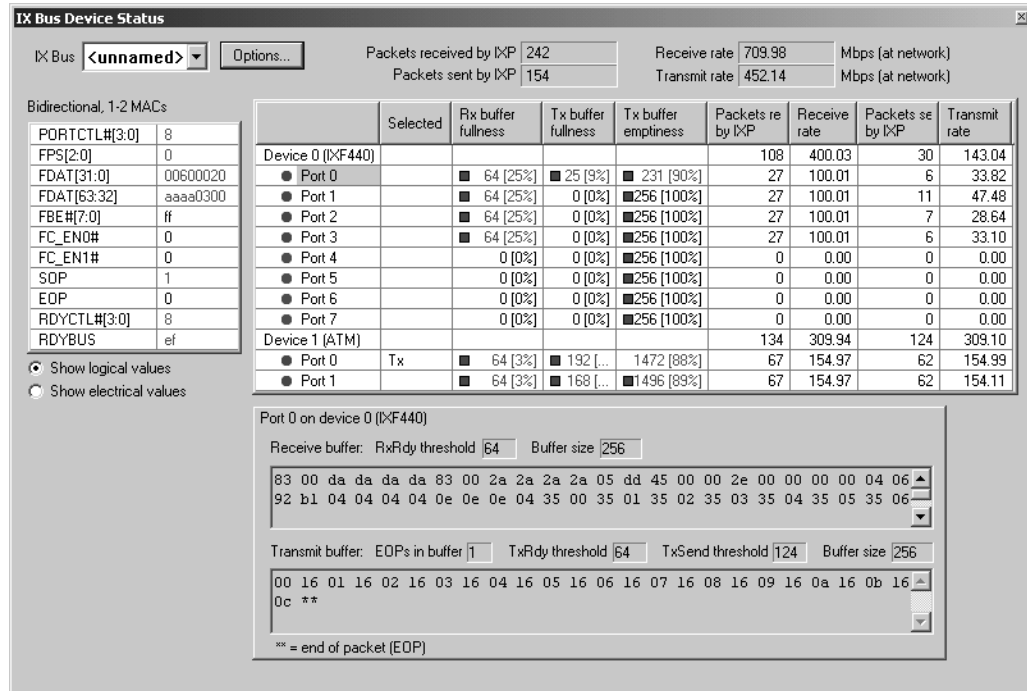 IX Bus Device Status
IX Bus <unnamed> Options...
Packets received by IXP 242 Receive rate 709.98 Mbps (at network)
Packets sent by IXP 154 Transmit rate 452.14 Mbps (at network)
Bidirectional, 1-2 MACs
PORTCTL#[3:0] 8
FPS[2:0] 0
FDAT[31:0] 00600020
FDAT[63:32] aaaa0300
FBE#[7:0] ff
FC_EN0# 0
FC_EN1# 0
SOP 1
EOP 0
RDYCTL#[3:0] 8
RDYBUS ef
Show logical values
Show electrical values
Selected Rx buffer fullness Tx buffer fullness Tx buffer emptiness Packets re by IXP Receive rate Packets se by IXP Transmit rate
Device 0 (IXF440) 108 400.03 30 143.04
Port 0 64 [25%] 25 [9%] 231 [90%] 27 100.01 6 33.82
Port 1 64 [25%] 0 [0%] 256 [100%] 27 100.01 11 47.48
Port 2 64 [25%] 0 [0%] 256 [100%] 27 100.01 7 28.64
Port 3 64 [25%] 0 [0%] 256 [100%] 27 100.01 6 33.10
Port 4 0 [0%] 0 [0%] 256 [100%] 0 0.00 0 0.00
Port 5 0 [0%] 0 [0%] 256 [100%] 0 0.00 0 0.00
Port 6 0 [0%] 0 [0%] 256 [100%] 0 0.00 0 0.00
Port 7 0 [0%] 0 [0%] 256 [100%] 0 0.00 0 0.00
Device 1 (ATM) 134 309.94 124 309.10
Port 0 Tx 64 [3%] 192 [... 1472 [88%] 67 154.97 62 154.99
Port 1 64 [3%] 168 [... 1496 [89%] 67 154.97 62 154.11
Port 0 on device 0 (IXF440)
Receive buffer: RxRdy threshold 64 Buffer size 256
83 00 da da da da 83 00 2a 2a 2a 2a 05 dd 45 00 00 2e 00 00 00 00 04 06
92 b1 04 04 04 04 0e 0e 0e 04 35 00 35 01 35 02 35 03 35 04 35 05 35 06
Transmit buffer: EOPs in buffer 1 TxRdy threshold 64 TxSend threshold 124 Buffer size 256
00 16 01 16 02 16 03 16 04 16 05 16 06 16 07 16 08 16 09 16 0a 16 0b 16
0c **
** = end of packet (EOP)